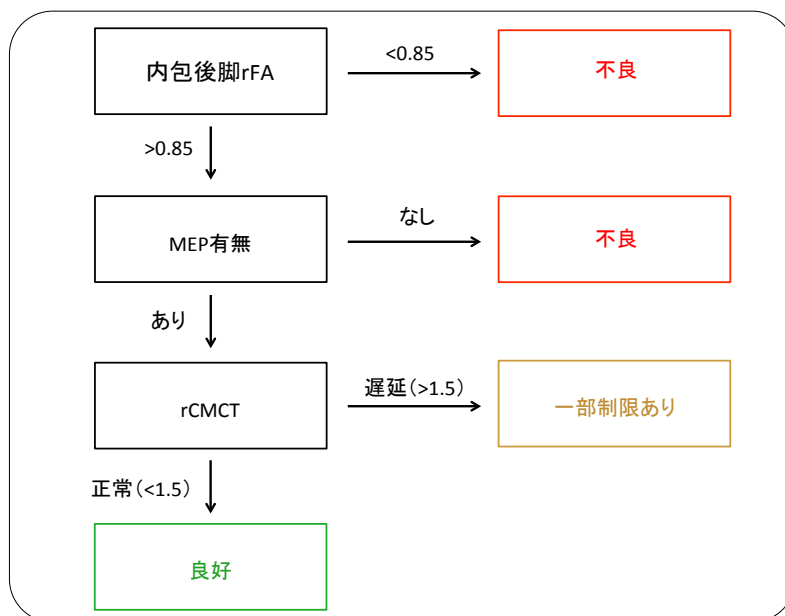 内包後脚rFA
<0.85
不良
>0.85
MEP有無
なし
不良
あり
rCMCT
遅延(>1.5)
一部制限あり
正常(<1.5)
良好